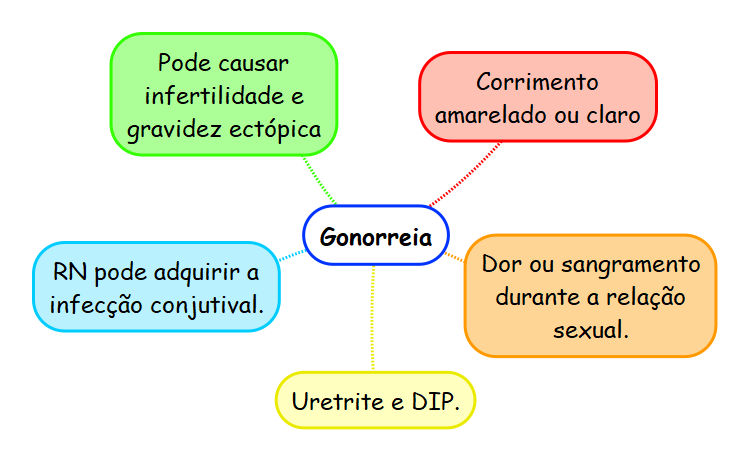 Pode causar
infertilidade e
gravidez ectópica
Corrimento
amarelado ou claro
Gonorreia
RN pode adquirir a
infecção conjutival.
Dor ou sangramento
durante a relação
sexual.
Uretrite e DIP.